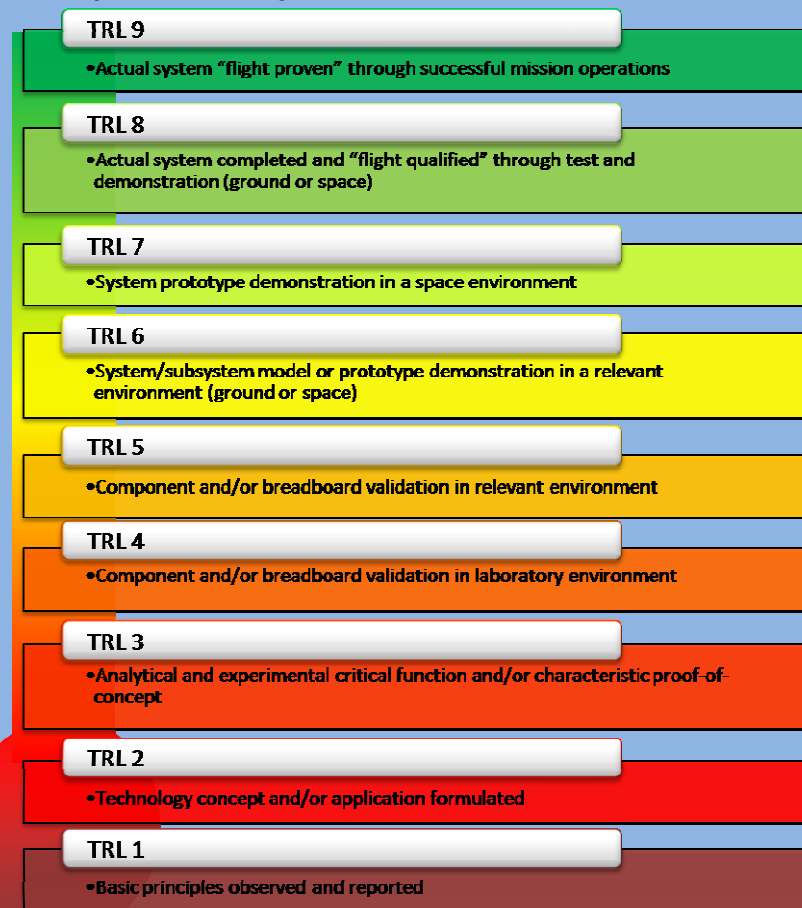 TRL 9
•Actual system “flight proven” through successful mission operations
TRL 8
•Actual system completed and “flight qualified” through test and
demonstration (ground or space)
TRL 7
•System prototype demonstration in a space environment
TRL 6
•System/subsystem model or prototype demonstration in a relevant
environment (ground or space)
TRL 5
•Component and/or breadboard validation in relevant environment
TRL 4
•Component and/or breadboard validation in laboratory environment
TRL 3
•Analytical and experimental critical function and/or characteristic proof-of-
concept
TRL 2
•Technology concept and/or application formulated
TRL 1
•Basic principles observed and reported